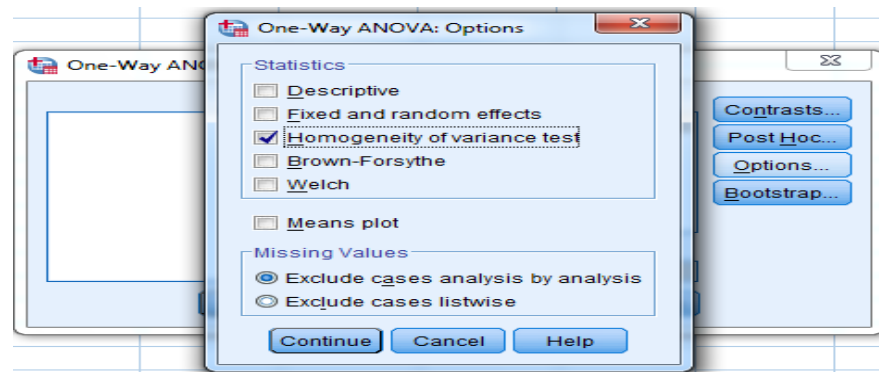 One-Way ANOVA: Options
One-Way ANO
Statistics
Descriptive
Fixed and random effects
Homogeneity of variance test
Brown-Forsythe
Welch
Means plot
Missing Values
Exclude cases analysis by analysis
Exclude cases listwise
Continue
Cancel
Help
Contrasts...
Post Hoc...
Options...
Bootstrap...